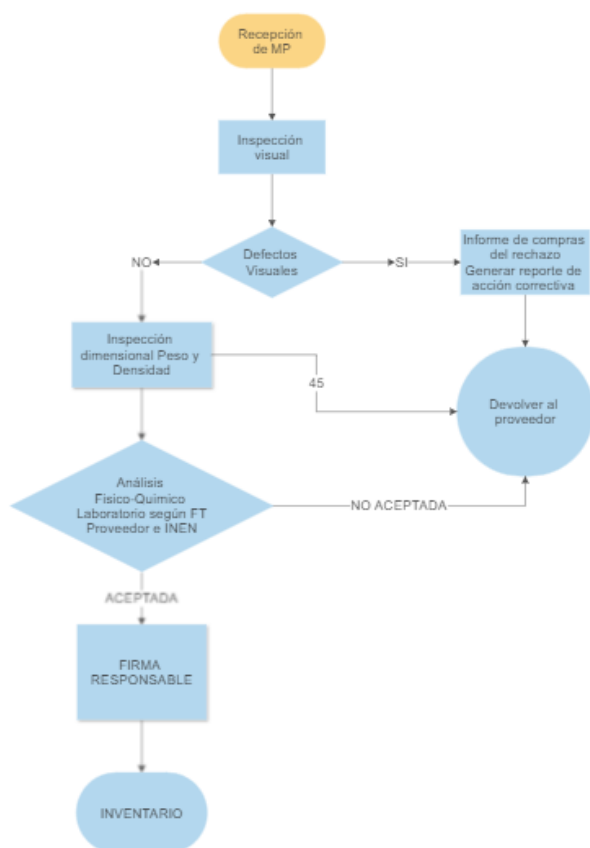 Recepción
de MP
Inspección
visual
Defectos
Visuales
NO
SI
Informe de compras
del rechazo
Generar reporte de
acción correctiva
Inspección
dimensional Peso y
Densidad
45
Devolver al
proveedor
Análisis
Fisico-Quimico
Laboratorio según FT
Proveedor e INEN
NO ACEPTADA
ACEPTADA
FIRMA
RESPONSABLE
INVENTARIO